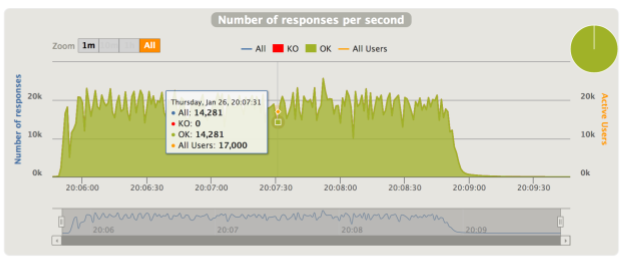 Number of responses per second
Zoom 1m All
All KO OK All Users
Number of responses
Active Users
20k
10k
0k
20k
10k
0k
Thursday, Jan 26, 20:07:31
All: 14,281
KO: 0
OK: 14,281
All Users: 17,000
20:06:00 20:06:30 20:07:00 20:07:30 20:08:00 20:08:30 20:09:00 20:09:30
20:06 20:07 20:08 20:09